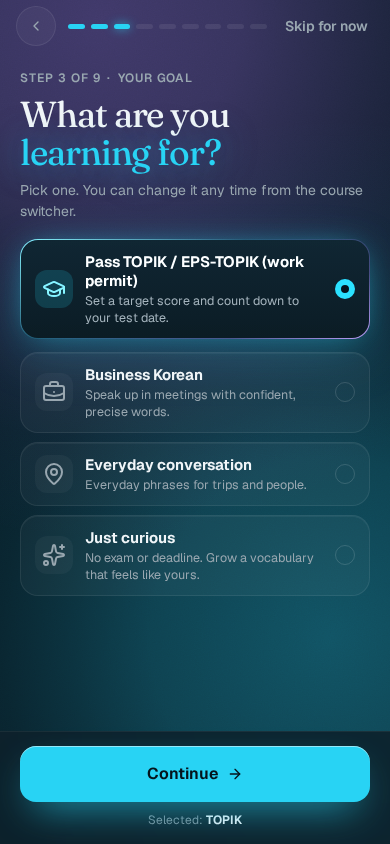 Skip for now
STEP 3 OF 9 · YOUR GOAL
What are you
learning for?
Pick one. You can change it any time from the course
switcher.
Pass TOPIK / EPS-TOPIK (work
permit)
Set a target score and count down to
your test date.
Business Korean
Speak up in meetings with confident,
precise words.
Everyday conversation
Everyday phrases for trips and people.
Just curious
No exam or deadline. Grow a vocabulary
that feels like yours.
Continue →
Selected: TOPIK